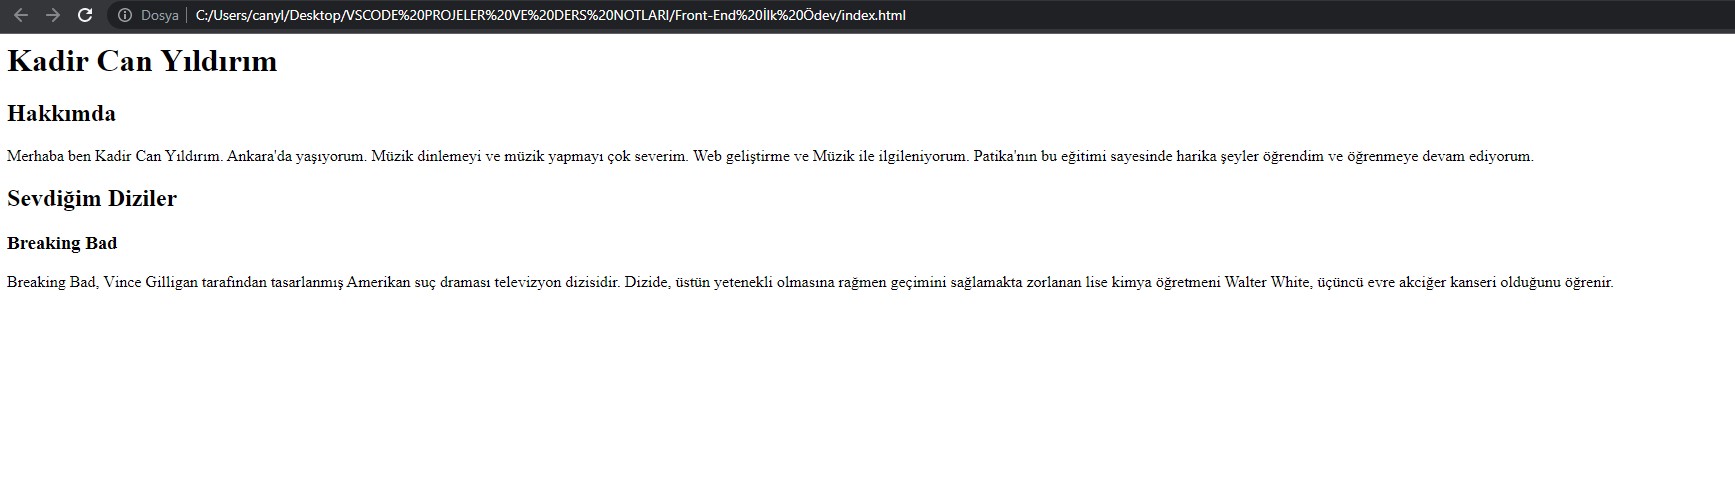 Dosya | C:/Users/canyl/Desktop/VSCODE%20PROJELER%20VE%20DERS%20NOTLARI/Front-End%20İlk%20Ödev/index.html
Kadir Can Yıldırım
Hakkımda
Merhaba ben Kadir Can Yıldırım. Ankara'da yaşıyorum. Müzik dinlemeyi ve müzik yapmayı çok severim. Web geliştirme ve Müzik ile ilgileniyorum. Patika'nın bu eğitimi sayesinde harika şeyler öğrendim ve öğrenmeye devam ediyorum.
Sevdiğim Diziler
Breaking Bad
Breaking Bad, Vince Gilligan tarafından tasarlanmış Amerikan suç draması televizyon dizisidir. Dizide, üstün yetenekli olmasına rağmen geçimini sağlamakta zorlanan lise kimya öğretmeni Walter White, üçüncü evre akciğer kanseri olduğunu öğrenir.